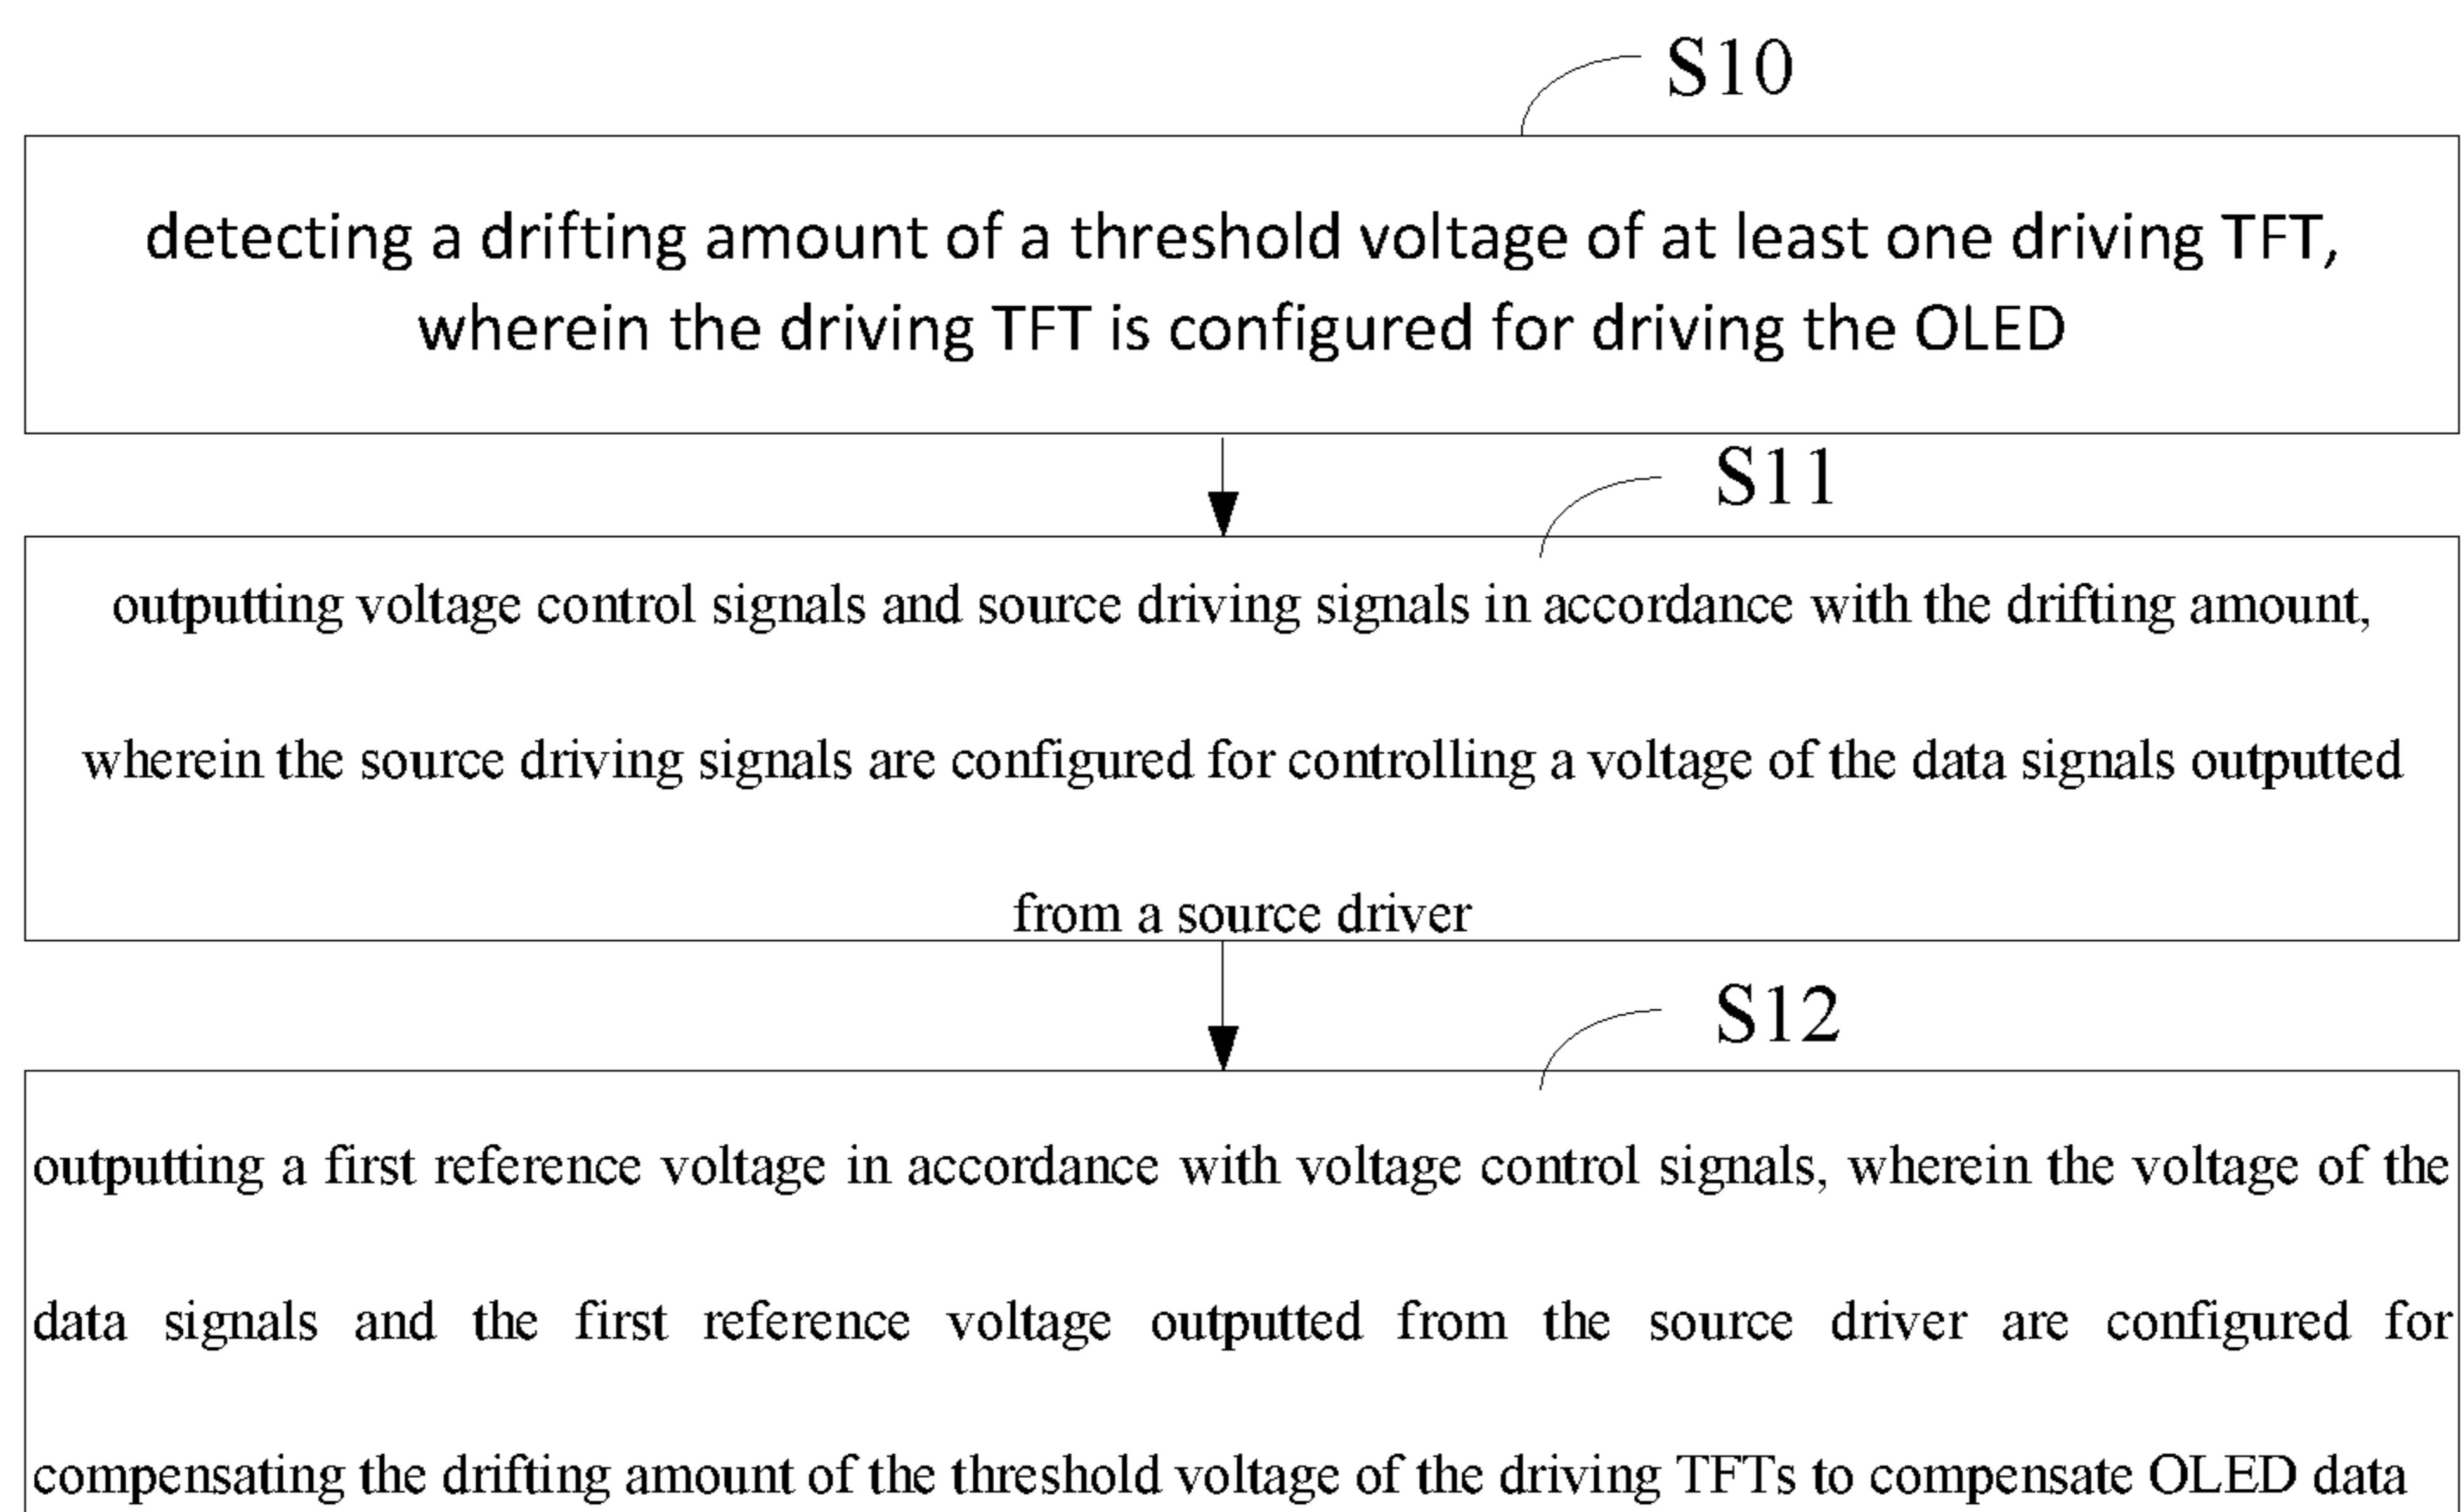 S10
detecting a drifting amount of a threshold voltage of at least one driving TFT,
wherein the driving TFT is configured for driving the OLED
S11
outputting voltage control signals and source driving signals in accordance with the drifting amount,
wherein the source driving signals are configured for controlling a voltage of the data signals outputted
from a source driver
S12
outputting a first reference voltage in accordance with voltage control signals, wherein the voltage of the
data signals and the first reference voltage outputted from the source driver are configured for
compensating the drifting amount of the threshold voltage of the driving TFTs to compensate OLED data